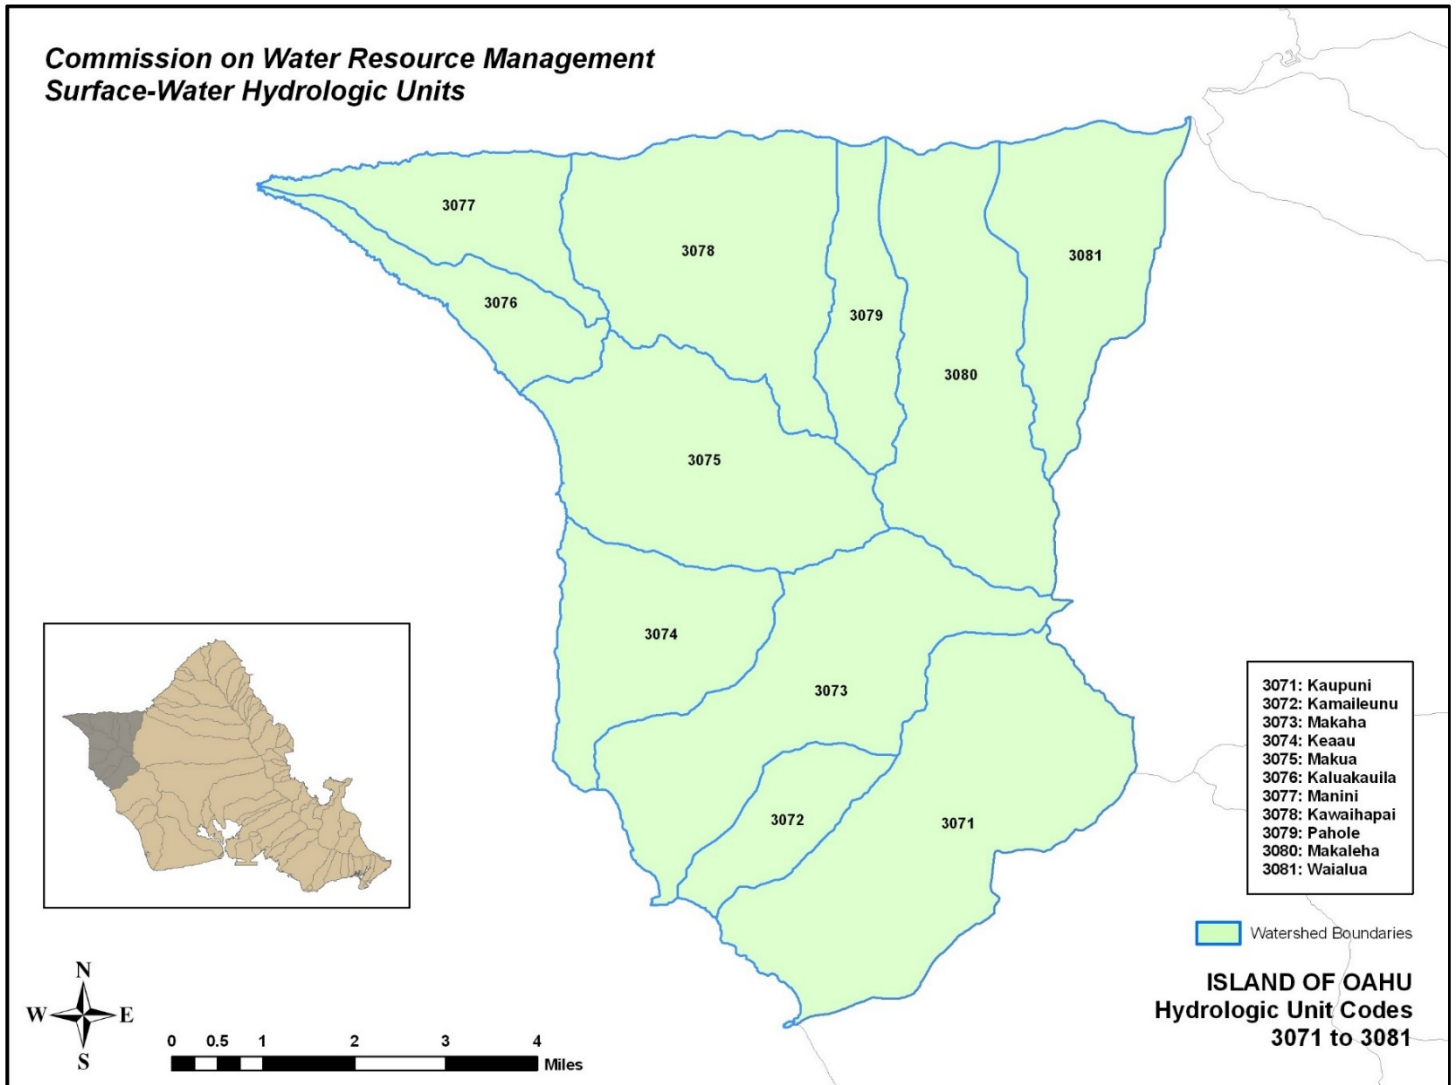 Commission on Water Resource Management
Surface-Water Hydrologic Units
3077
3078
3081
3076
3079
3080
3075
3074
3073
3072
3071
3071: Kaupuni
3072: Kamaileunu
3073: Makaha
3074: Keaau
3075: Makua
3076: Kaluakauila
3077: Manini
3078: Kawaihapai
3079: Pahole
3080: Makaleha
3081: Waialua
Watershed Boundaries
ISLAND OF OAHU
Hydrologic Unit Codes
3071 to 3081
N
W E
S
0 0.5 1 2 3 4
Miles